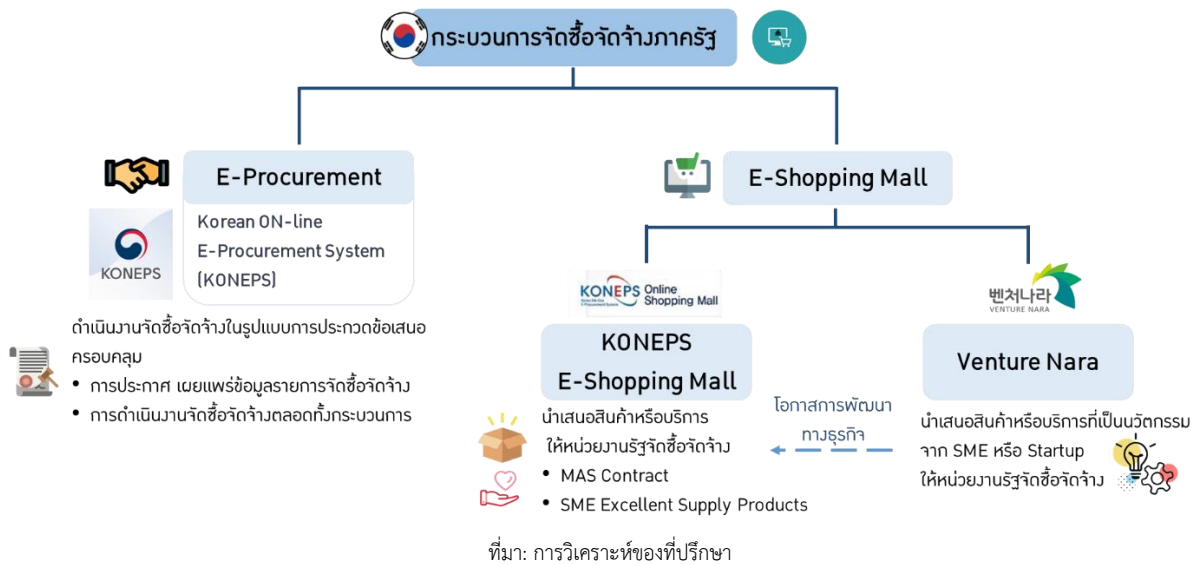 กระบวนการจัดซื้อจัดจ้างภาครัฐ
E-Procurement
Korean ON-line
E-Procurement System
(KONEPS)
KONEPS
ดำเนินงานจัดซื้อจัดจ้างในรูปแบบการประกวดข้อเสนอ
ครอบคลุม
• การประกาศ เผยแพร่ข้อมูลรายการจัดซื้อจัดจ้าง
• การดำเนินงานจัดซื้อจัดจ้างตลอดทั้งกระบวนการ
E-Shopping Mall
KONEPS Online
Shopping Mall
KONEPS
E-Shopping Mall
นำเสนอสินค้าหรือบริการ
ให้หน่วยงานรัฐจัดซื้อจัดจ้าง
• MAS Contract
• SME Excellent Supply Products
โอกาสการพัฒนา
ทางธุรกิจ
벤처나라
VENTURE NARA
Venture Nara
นำเสนอสินค้าหรือบริการที่เป็นนวัตกรรม
จาก SME หรือ Startup
ให้หน่วยงานรัฐจัดซื้อจัดจ้าง
ที่มา: การวิเคราะห์ของที่ปรึกษา